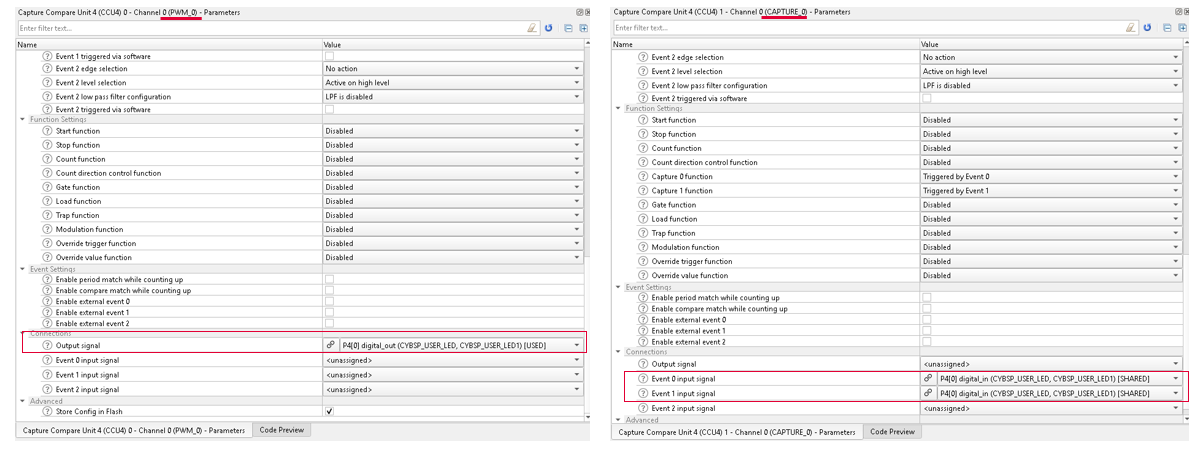 Capture Compare Unit 4 (CCU4) 0 - Channel 0 (PWM_0) - Parameters
Enter filter text...
Name Value
Event 1 triggered via software
Event 2 edge selection No action
Event 2 level selection Active on high level
Event 2 low pass filter configuration LPF is disabled
Event 2 triggered via software
Function Settings
Start function Disabled
Stop function Disabled
Count function Disabled
Count direction control function Disabled
Gate function Disabled
Load function Disabled
Trap function Disabled
Modulation function Disabled
Override trigger function Disabled
Override value function Disabled
Event Settings
Enable period match while counting up
Enable compare match while counting up
Enable external event 0
Enable external event 1
Enable external event 2
Connections
Output signal P4[0] digital_out (CYBSP_USER_LED, CYBSP_USER_LED1) [USED]
Event 0 input signal <unassigned>
Event 1 input signal <unassigned>
Event 2 input signal <unassigned>
Advanced
Store Config in Flash
Capture Compare Unit 4 (CCU4) 0 - Channel 0 (PWM_0) - Parameters Code Preview
Capture Compare Unit 4 (CCU4) 1 - Channel 0 (CAPTURE_0) - Parameters
Enter filter text...
Name Value
Event 2 edge selection No action
Event 2 level selection Active on high level
Event 2 low pass filter configuration LPF is disabled
Event 2 triggered via software
Function Settings
Start function Disabled
Stop function Disabled
Count function Disabled
Count direction control function Disabled
Capture 0 function Triggered by Event 0
Capture 1 function Triggered by Event 1
Gate function Disabled
Load function Disabled
Trap function Disabled
Modulation function Disabled
Override trigger function Disabled
Override value function Disabled
Event Settings
Enable period match while counting up
Enable compare match while counting up
Enable external event 0
Enable external event 1
Enable external event 2
Connections
Output signal <unassigned>
Event 0 input signal P4[0] digital_in (CYBSP_USER_LED, CYBSP_USER_LED1) [SHARED]
Event 1 input signal P4[0] digital_in (CYBSP_USER_LED, CYBSP_USER_LED1) [SHARED]
Event 2 input signal <unassigned>
Advanced
Capture Compare Unit 4 (CCU4) 1 - Channel 0 (CAPTURE_0) - Parameters Code Preview